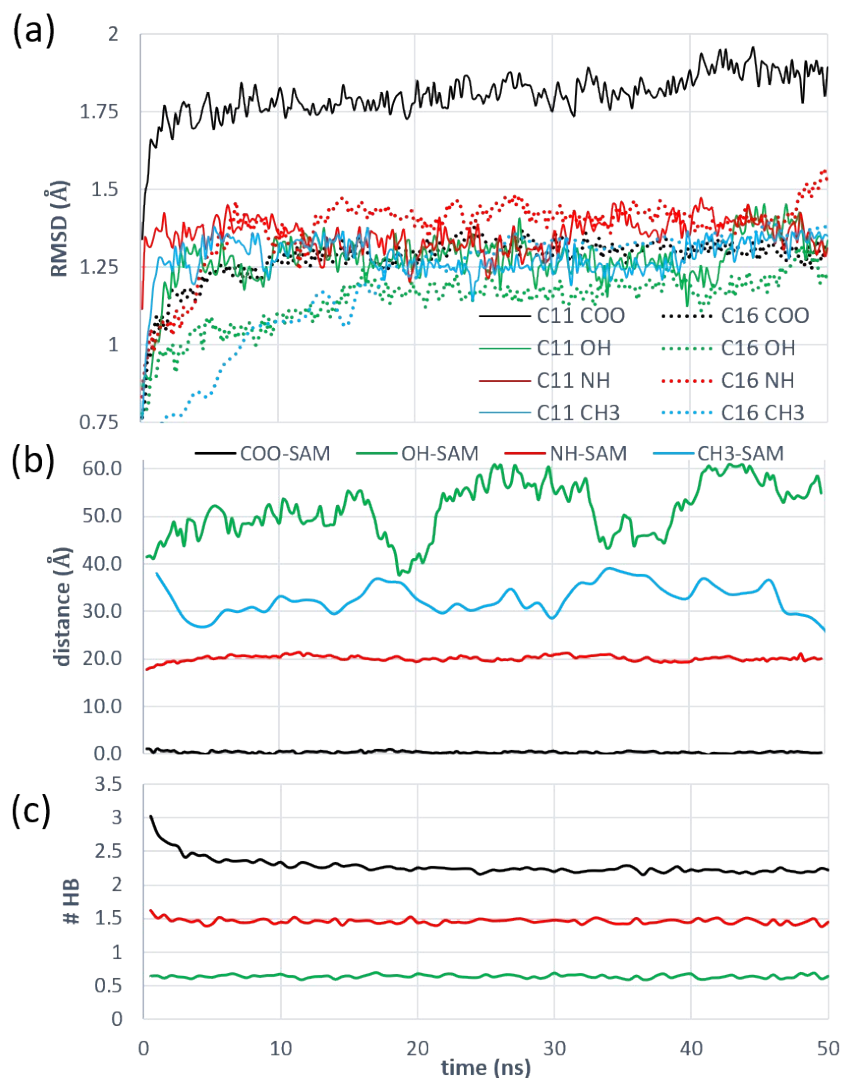 (a)
2
1.75
1.5
1.25
1
0.75
RMSD (Å)
C11 COO
C16 COO
C11 OH
C16 OH
C11 NH
C16 NH
C11 CH3
C16 CH3
(b)
COO-SAM OH-SAM NH-SAM CH3-SAM
60.0
50.0
40.0
30.0
20.0
10.0
0.0
distance (Å)
(c)
3.5
3
2.5
2
1.5
1
0.5
0
# HB
0 10 20 30 40 50
time (ns)